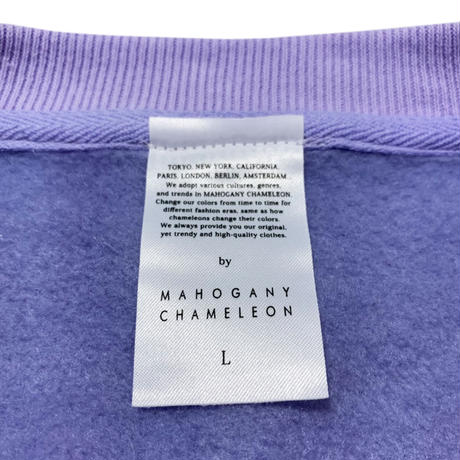 TOKYO, NEW YORK, CALIFORNIA,
PARIS, LONDON, BERLIN, AMSTERDAM...
We adopt various cultures, genres,
and trends in MAHOGANY CHAMELEON.
Change our colors from time to time for
different fashion eras, same as how
chameleons change their colors.
We always provide you our original,
yet trendy and high-quality clothes.
by
MAHOGANY
CHAMELEON
L